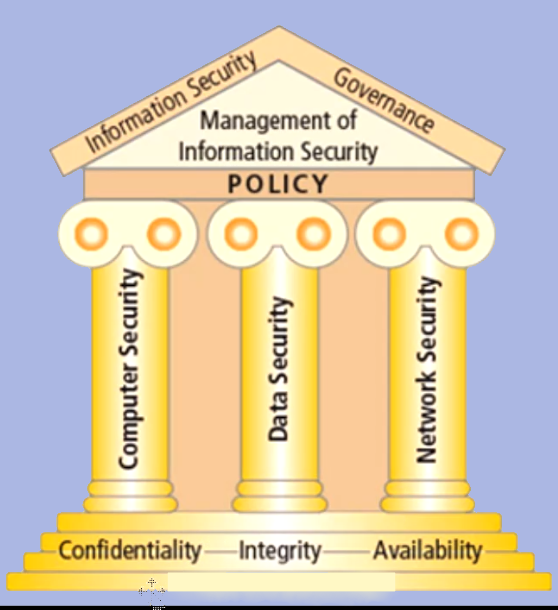 Information Security
Governance
Management of
Information Security
POLICY
Computer Security
Data Security
Network Security
Confidentiality
Integrity
Availability